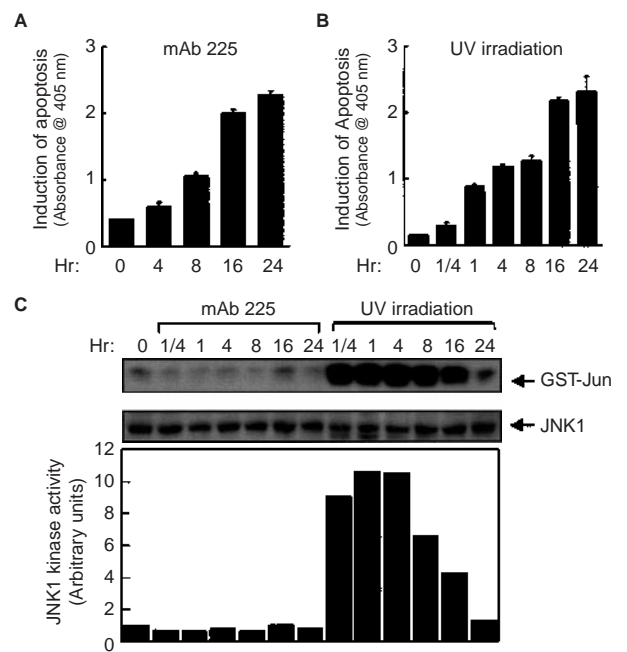 A
mAb 225
Induction of apoptosis
(Absorbance @ 405 nm)
3
2
1
0
Hr: 0 4 8 16 24
B
UV irradiation
Induction of Apoptosis
(Absorbance @ 405 nm)
3
2
1
0
Hr: 0 1/4 1 4 8 16 24
C
mAb 225 UV irradiation
Hr: 0 1/4 1 4 8 16 24 1/4 1 4 8 16 24
GST-Jun
JNK1
JNK1 kinase activity
(Arbitrary units)
12
10
8
6
4
2
0